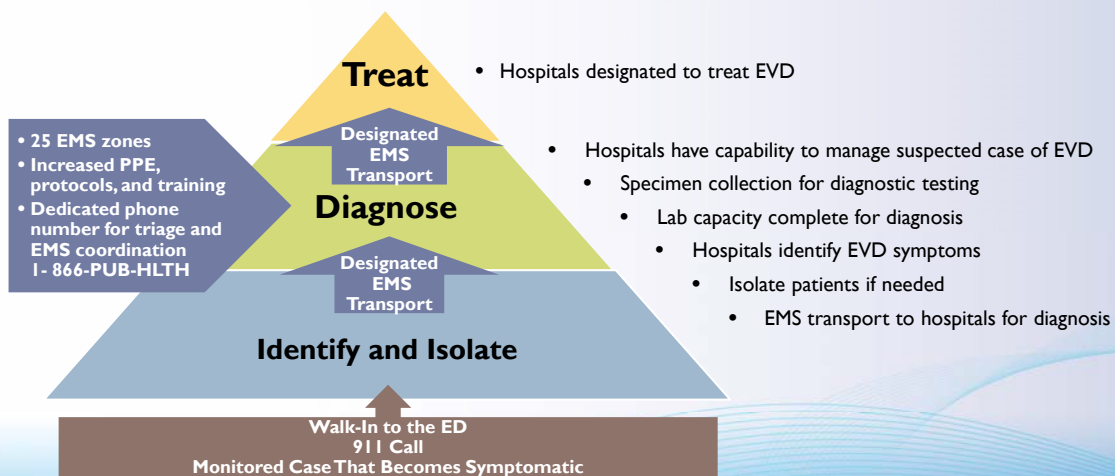 Treat
• Hospitals designated to treat EVD
Designated
EMS
Transport
• 25 EMS zones
• Increased PPE,
protocols, and training
• Dedicated phone
number for triage and
EMS coordination
1- 866-PUB-HLTH
Diagnose
• Hospitals have capability to manage suspected case of EVD
• Specimen collection for diagnostic testing
• Lab capacity complete for diagnosis
• Hospitals identify EVD symptoms
• Isolate patients if needed
• EMS transport to hospitals for diagnosis
Designated
EMS
Transport
Identify and Isolate
Walk-In to the ED
911 Call
Monitored Case That Becomes Symptomatic